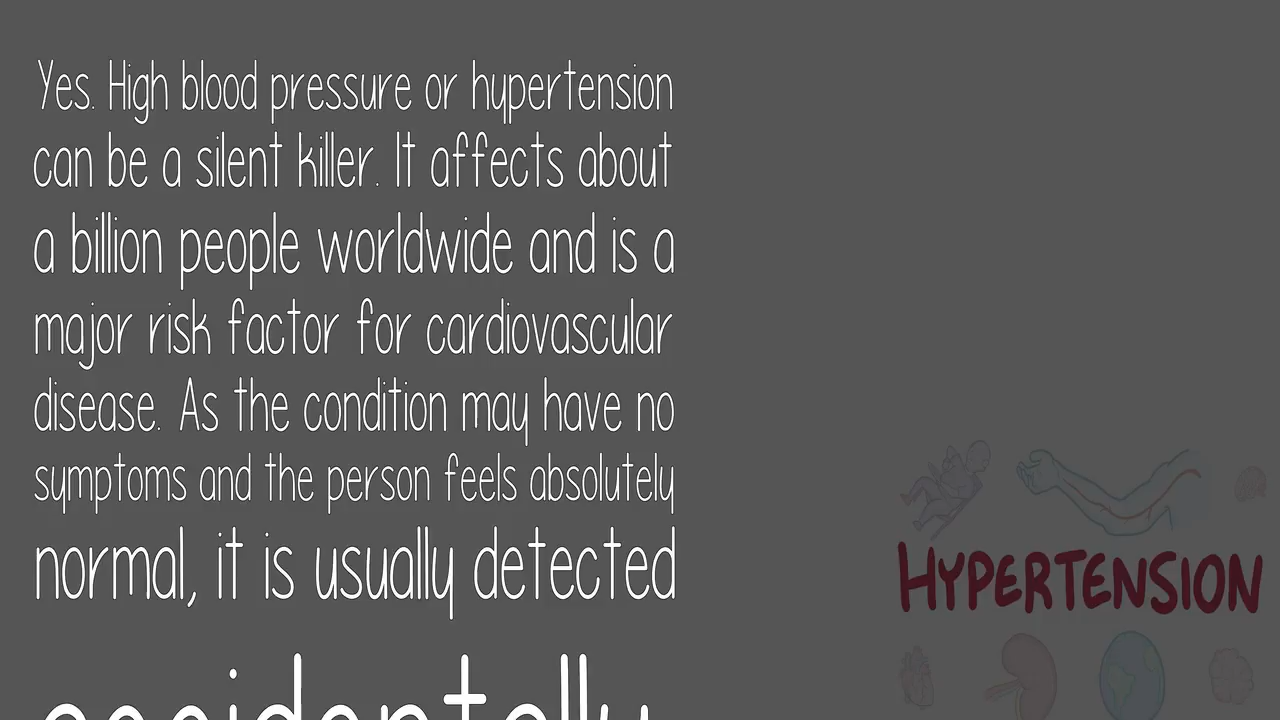 Yes. High blood pressure or hypertension
can be a silent killer. It affects about
a billion people worldwide and is a
major risk factor for cardiovascular
disease. As the condition may have no
symptoms and the person feels absolutely
normal, it is usually detected
accidentally
HYPERTENSION